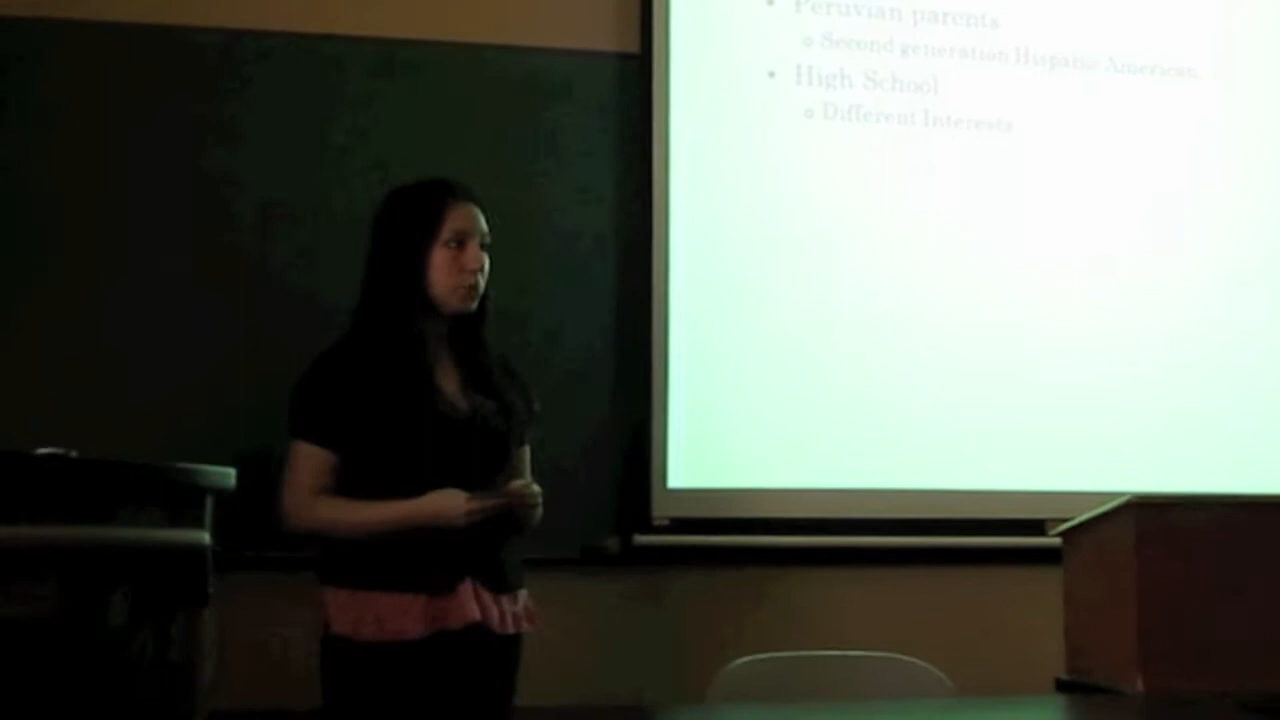 • Peruvian parents
o Second generation Hispanic American
• High School
o Different Interests